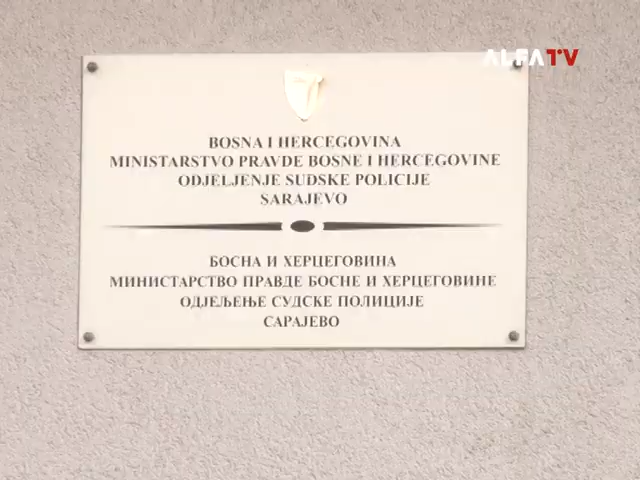 ALFATV
BOSNA I HERCEGOVINA
MINISTARSTVO PRAVDE BOSNE I HERCEGOVINE
ODJELJENJE SUDSKE POLICIJE
SARAJEVO
БОСНА И ХЕРЦЕГОВИНА
МИНИСТАРСТВО ПРАВДЕ БОСНЕ И ХЕРЦЕГОВИНЕ
ОДЈЕЉЕЊЕ СУДСКЕ ПОЛИЦИЈЕ
САРАЈЕВО